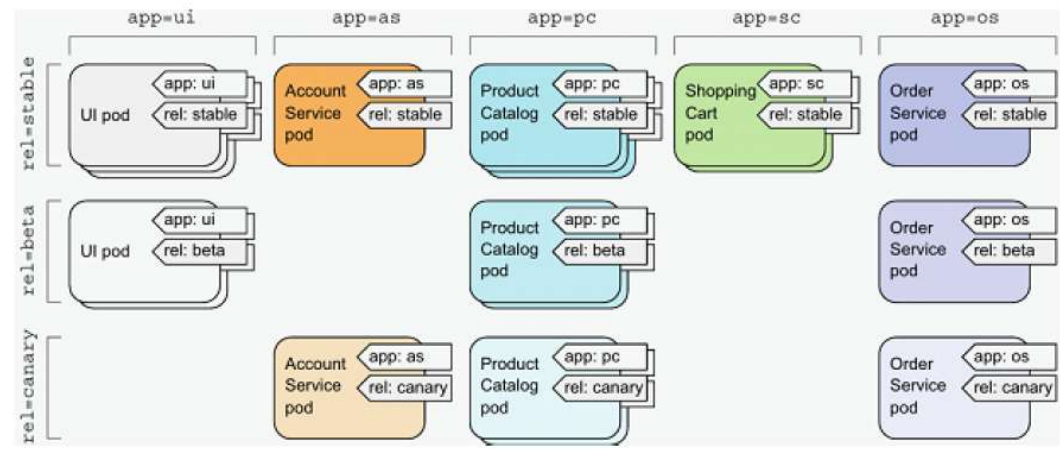 app=ui
app=as
app=pc
app=sc
app=os
rel=stable
UI pod
app: ui
rel: stable
Account
Service
pod
app: as
rel: stable
Product
Catalog
pod
app: pc
rel: stable
Shopping
Cart
pod
app: sc
rel: stable
Order
Service
pod
app: os
rel: stable
rel=beta
UI pod
app: ui
rel: beta
Product
Catalog
pod
app: pc
rel: beta
Order
Service
pod
app: os
rel: beta
rel=canary
Account
Service
pod
app: as
rel: canary
Product
Catalog
pod
app: pc
rel: canary
Order
Service
pod
app: os
rel: canary